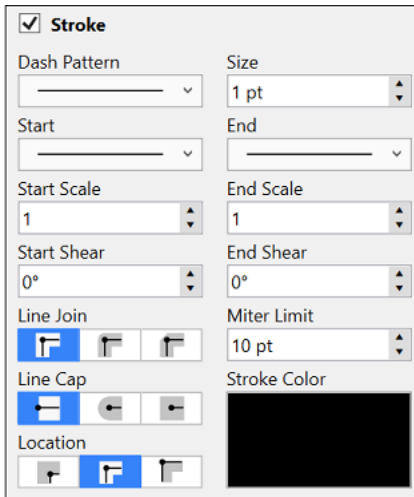 Stroke
Dash Pattern Size
1 pt
Start End
Start Scale End Scale
1 1
Start Shear End Shear
0° 0°
Line Join Miter Limit
10 pt
Line Cap Stroke Color
Location